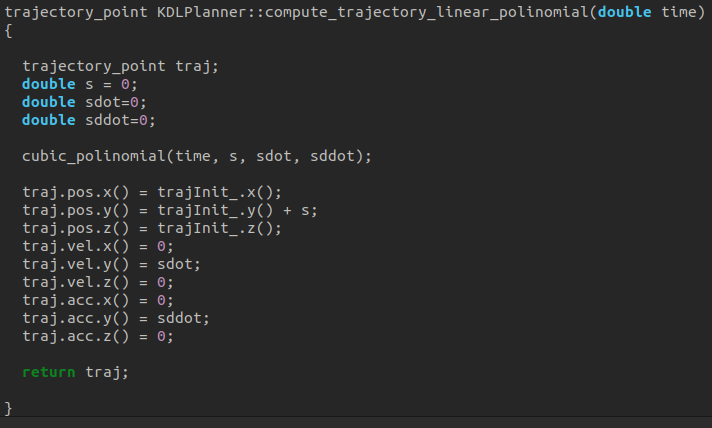 trajectory_point KDLPlanner::compute_trajectory_linear_polinomial(double time)
{
trajectory_point traj;
double s = 0;
double sdot=0;
double sddot=0;
cubic_polinomial(time, s, sdot, sddot);
traj.pos.x() = trajInit_.x();
traj.pos.y() = trajInit_.y() + s;
traj.pos.z() = trajInit_.z();
traj.vel.x() = 0;
traj.vel.y() = sdot;
traj.vel.z() = 0;
traj.acc.x() = 0;
traj.acc.y() = sddot;
traj.acc.z() = 0;
return traj;
}